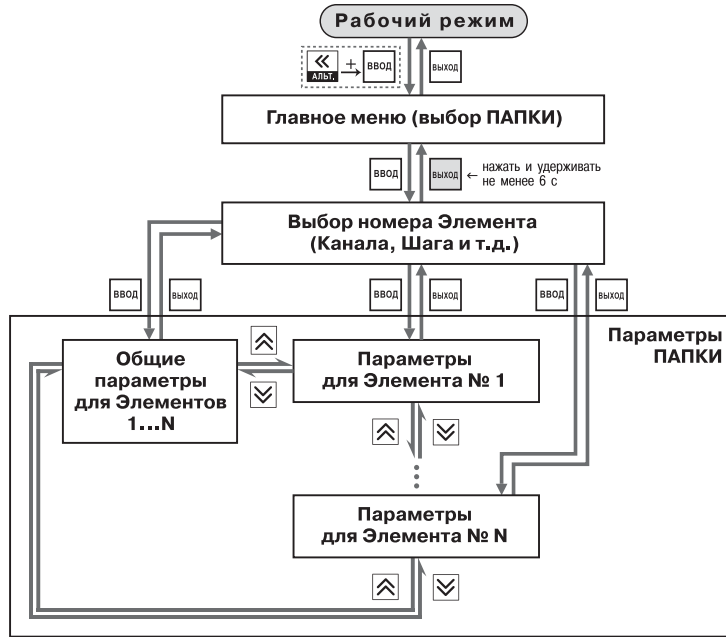 Рабочий режим
АЛЬТ.
+
ВВОД
ВЫХОД
Главное меню (выбор ПАПКИ)
ВВОД
ВЫХОД
← нажать и удерживать
не менее 6 с
Выбор номера Элемента
(Канала, Шага и т.д.)
ВВОД
ВЫХОД
ВВОД
ВЫХОД
ВВОД
ВЫХОД
Параметры
ПАПКИ
Общие
параметры
для Элементов
1...N
Параметры
для Элемента № 1
Параметры
для Элемента № N